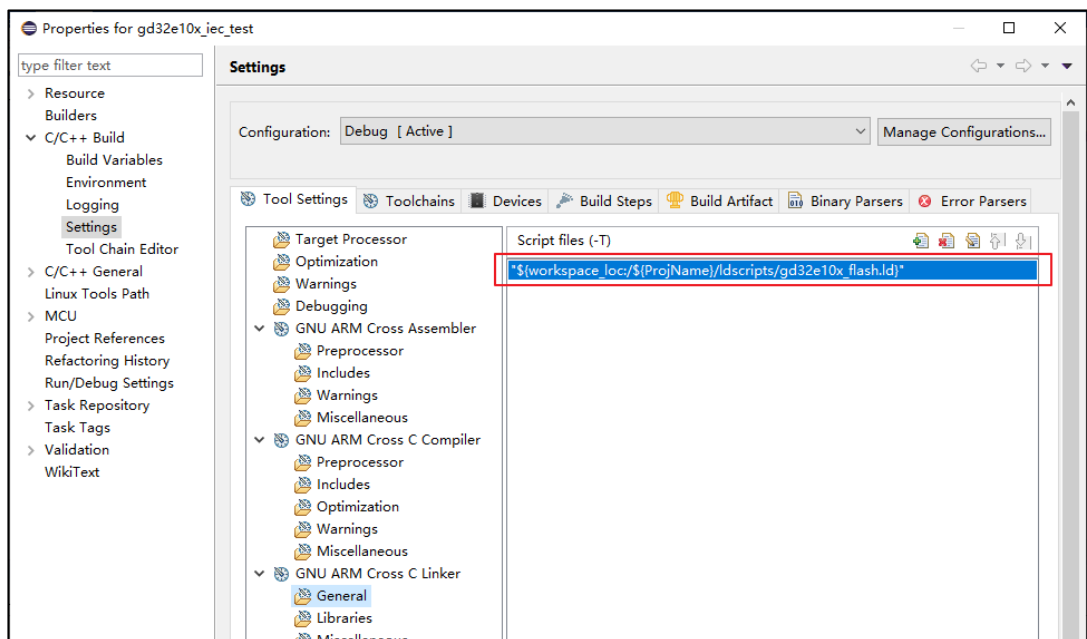 Properties for gd32e10x_iec_test
type filter text
Resource
Builders
C/C++ Build
Build Variables
Environment
Logging
Settings
Tool Chain Editor
C/C++ General
Linux Tools Path
MCU
Project References
Refactoring History
Run/Debug Settings
Task Repository
Task Tags
Validation
WikiText
Settings
Configuration: Debug [ Active ] Manage Configurations...
Tool Settings Toolchains Devices Build Steps Build Artifact Binary Parsers Error Parsers
Target Processor
Optimization
Warnings
Debugging
GNU ARM Cross Assembler
Preprocessor
Includes
Warnings
Miscellaneous
GNU ARM Cross C Compiler
Preprocessor
Includes
Optimization
Warnings
Miscellaneous
GNU ARM Cross C Linker
General
Libraries
Miscellaneous
Script files (-T)
"${workspace_loc:/${ProjName}/ldscripts/gd32e10x_flash.ld}"